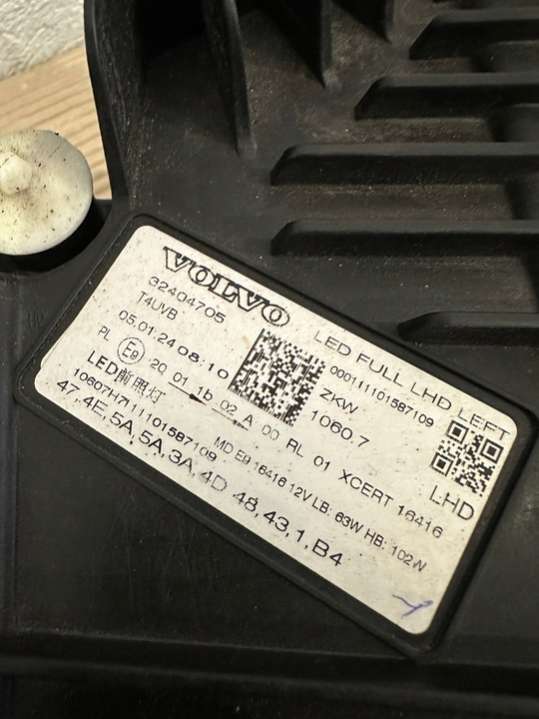 VOLVO
LED FULL LHD LEFT
32404705
000111101587109
T4UVB
ZKW
05.01.24 08:10
1060.7
PL E9 20 01 1b 02 A 00 RL 01 XCERT 16416
LHD
LED前照灯
MD E9 16416 12V LB: 63W HB: 102W
10607H7111101587109
47,4E,5A,5A,3A,4D,48,43,1,B4